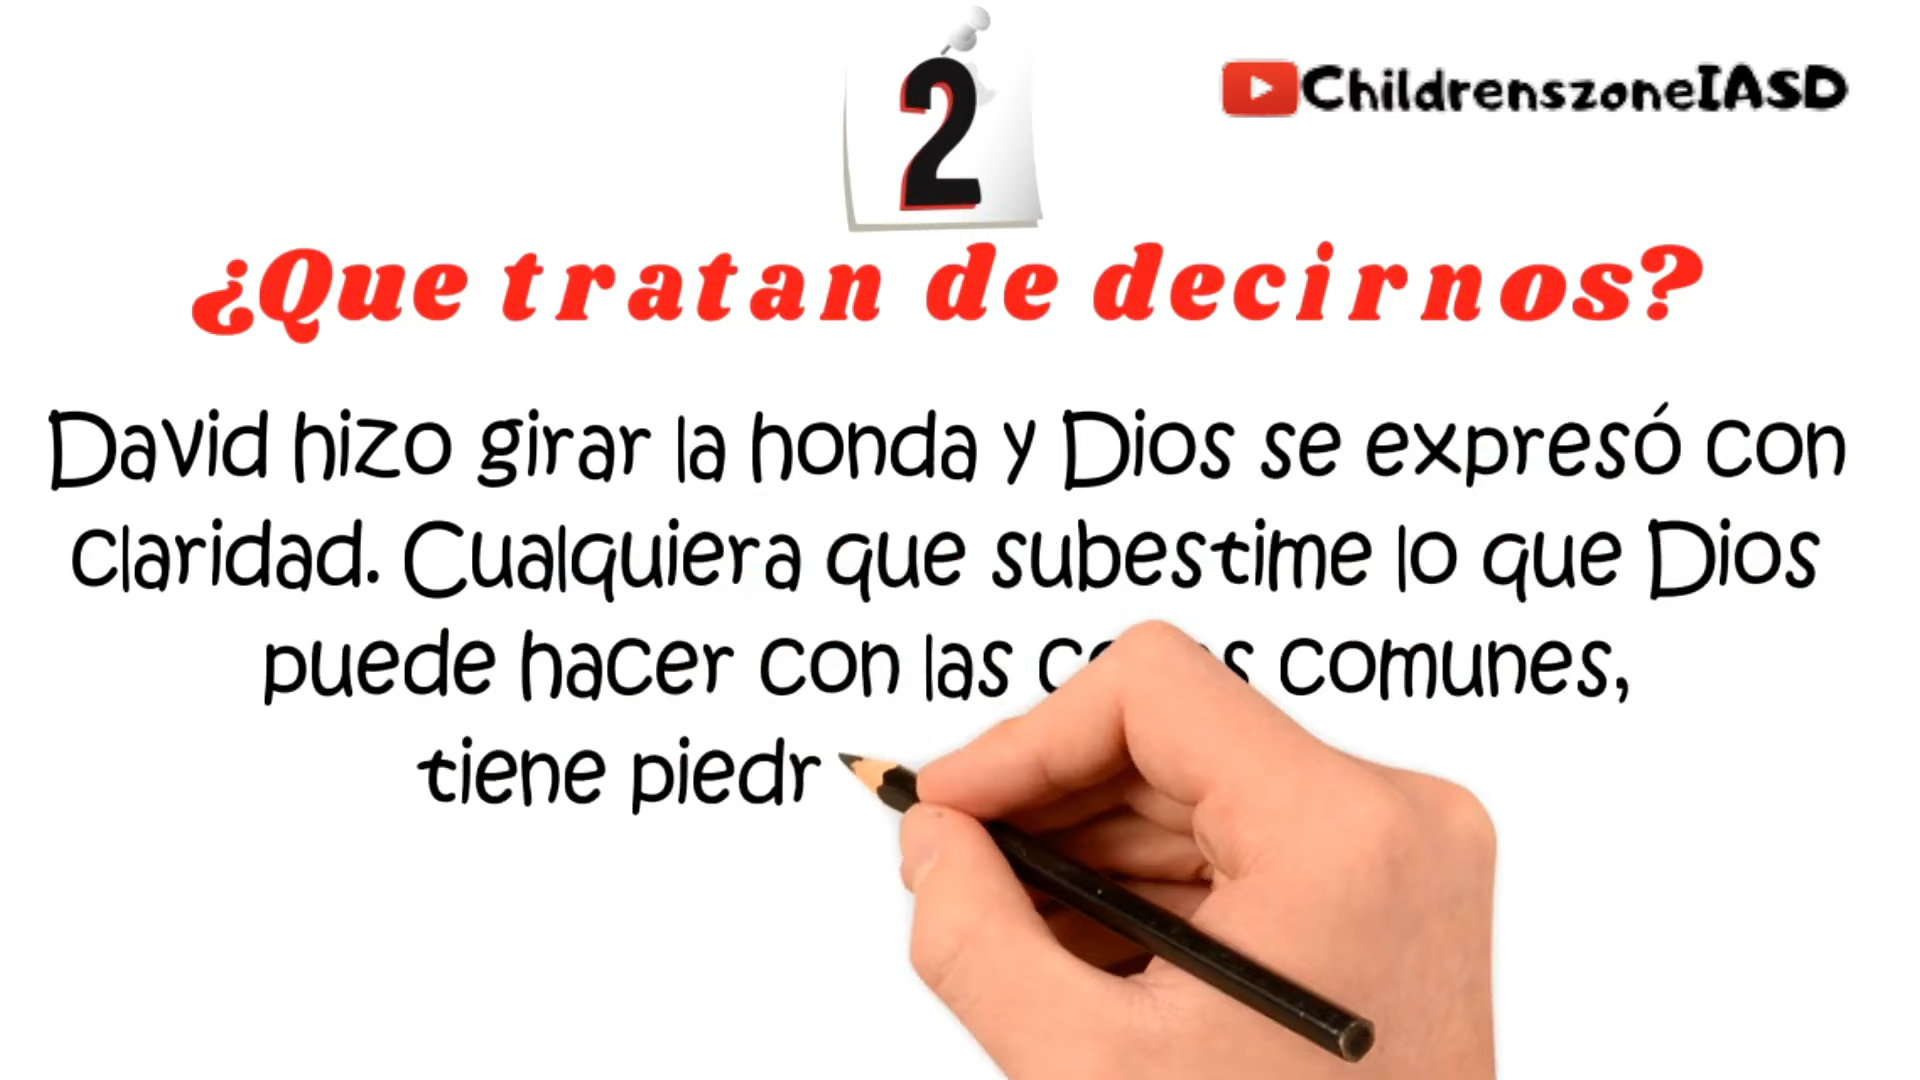 2
ChildrenszoneIASD
¿Que tratan de decirnos?
David hizo girar la honda y Dios se expresó con
claridad. Cualquiera que subestime lo que Dios
puede hacer con las comunes,
tiene piedr